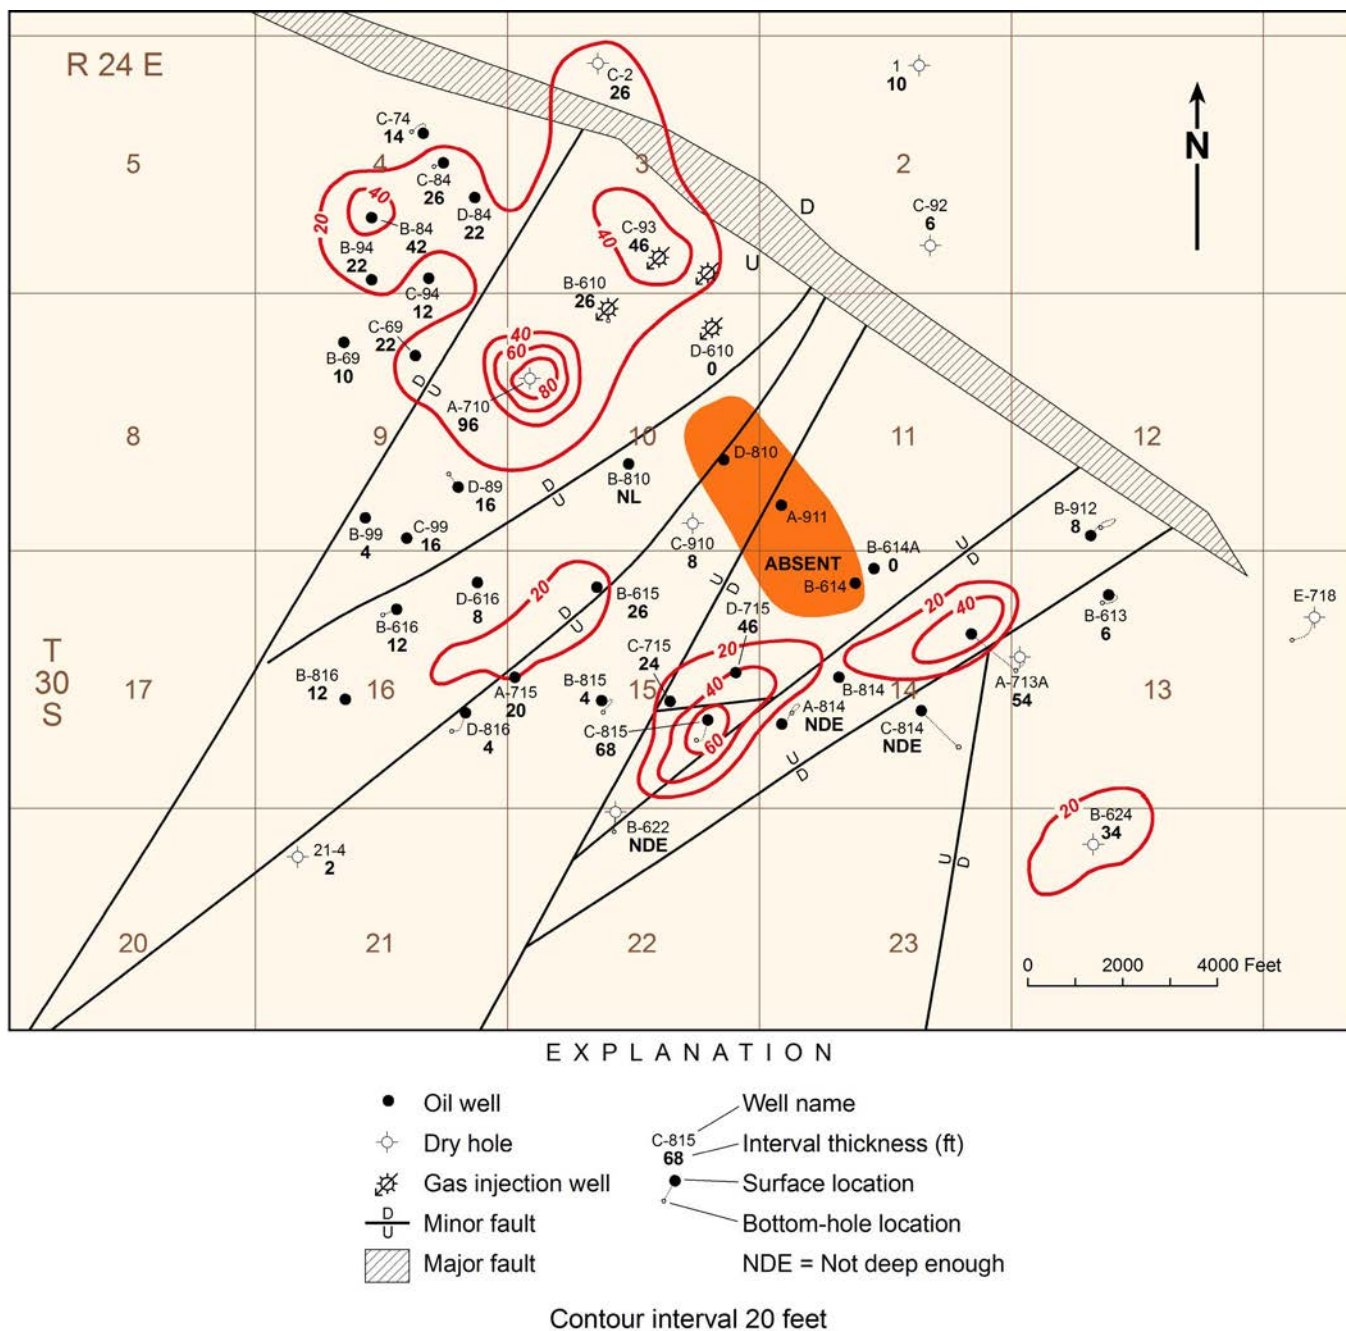 R 24 E
C-2
26
1
10
C-74
14
N
5
4
3
2
C-84
26
40
20
D-84
22
B-84
42
C-92
6
D
U
C-93
46
40
B-94
22
C-94
12
B-610
26
C-69
22
40
60
80
D-610
0
B-69
10
D
U
A-710
96
8
9
10
11
12
D-810
B-810
NL
D
U
D-89
16
A-911
B-912
8
B-99
4
C-99
16
C-910
8
ABSENT
B-614A
0
B-614
U
D
D-616
8
20
B-615
26
U
D
D-715
46
20
40
B-613
6
E-718
B-616
12
D
U
T
30
S
17
16
15
14
13
B-816
12
A-715
20
B-815
4
C-715
24
20
40
60
B-814
A-713A
54
D-816
4
C-815
68
A-814
NDE
C-814
NDE
U
D
B-622
NDE
20
B-624
34
21-4
2
U
D
20
21
22
23
0
2000
4000 Feet
EXPLANATION
Oil well
Dry hole
Gas injection well
D
U
Minor fault
Major fault
C-815
68
Well name
Interval thickness (ft)
Surface location
Bottom-hole location
NDE = Not deep enough
Contour interval 20 feet